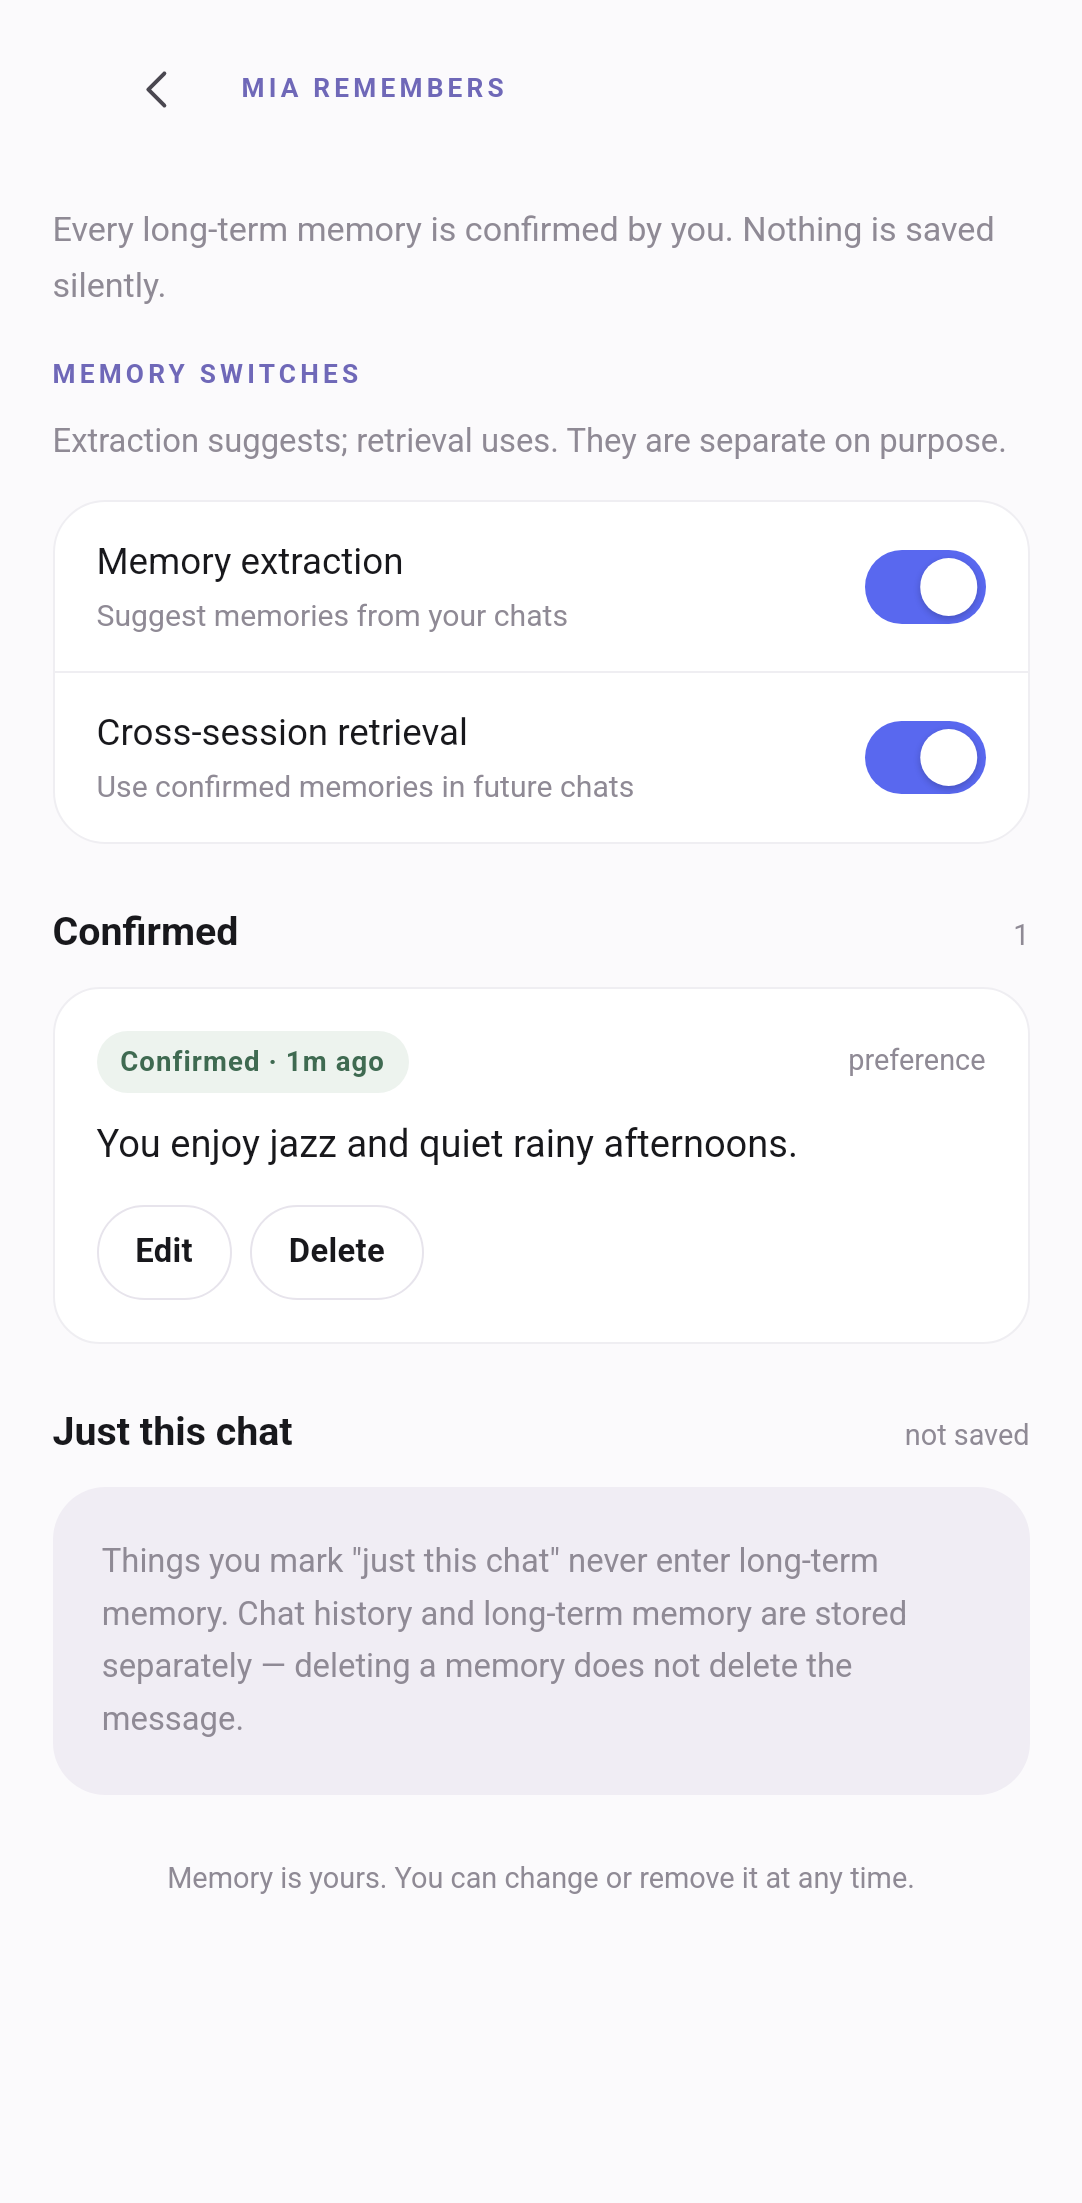 MIA REMEMBERS
Every long-term memory is confirmed by you. Nothing is saved
silently.
MEMORY SWITCHES
Extraction suggests; retrieval uses. They are separate on purpose.
Memory extraction
Suggest memories from your chats
Cross-session retrieval
Use confirmed memories in future chats
Confirmed 1
Confirmed · 1m ago preference
You enjoy jazz and quiet rainy afternoons.
Edit Delete
Just this chat not saved
Things you mark "just this chat" never enter long-term
memory. Chat history and long-term memory are stored
separately — deleting a memory does not delete the
message.
Memory is yours. You can change or remove it at any time.